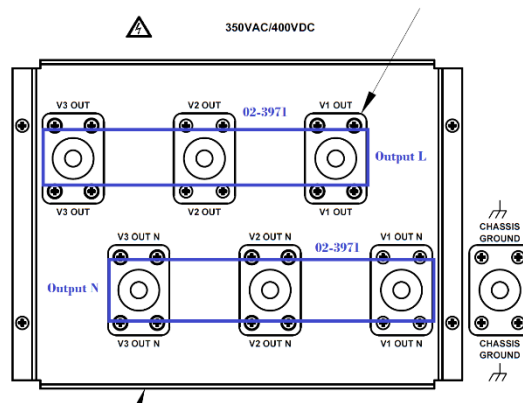 350VAC/400VDC
V3 OUT
V2 OUT
02-3971
V1 OUT
Output L
V3 OUT
V2 OUT
V1 OUT
CHASSIS
GROUND
V3 OUT N
V2 OUT N
02-3971
V1 OUT N
Output N
V3 OUT N
V2 OUT N
V1 OUT N
CHASSIS
GROUND